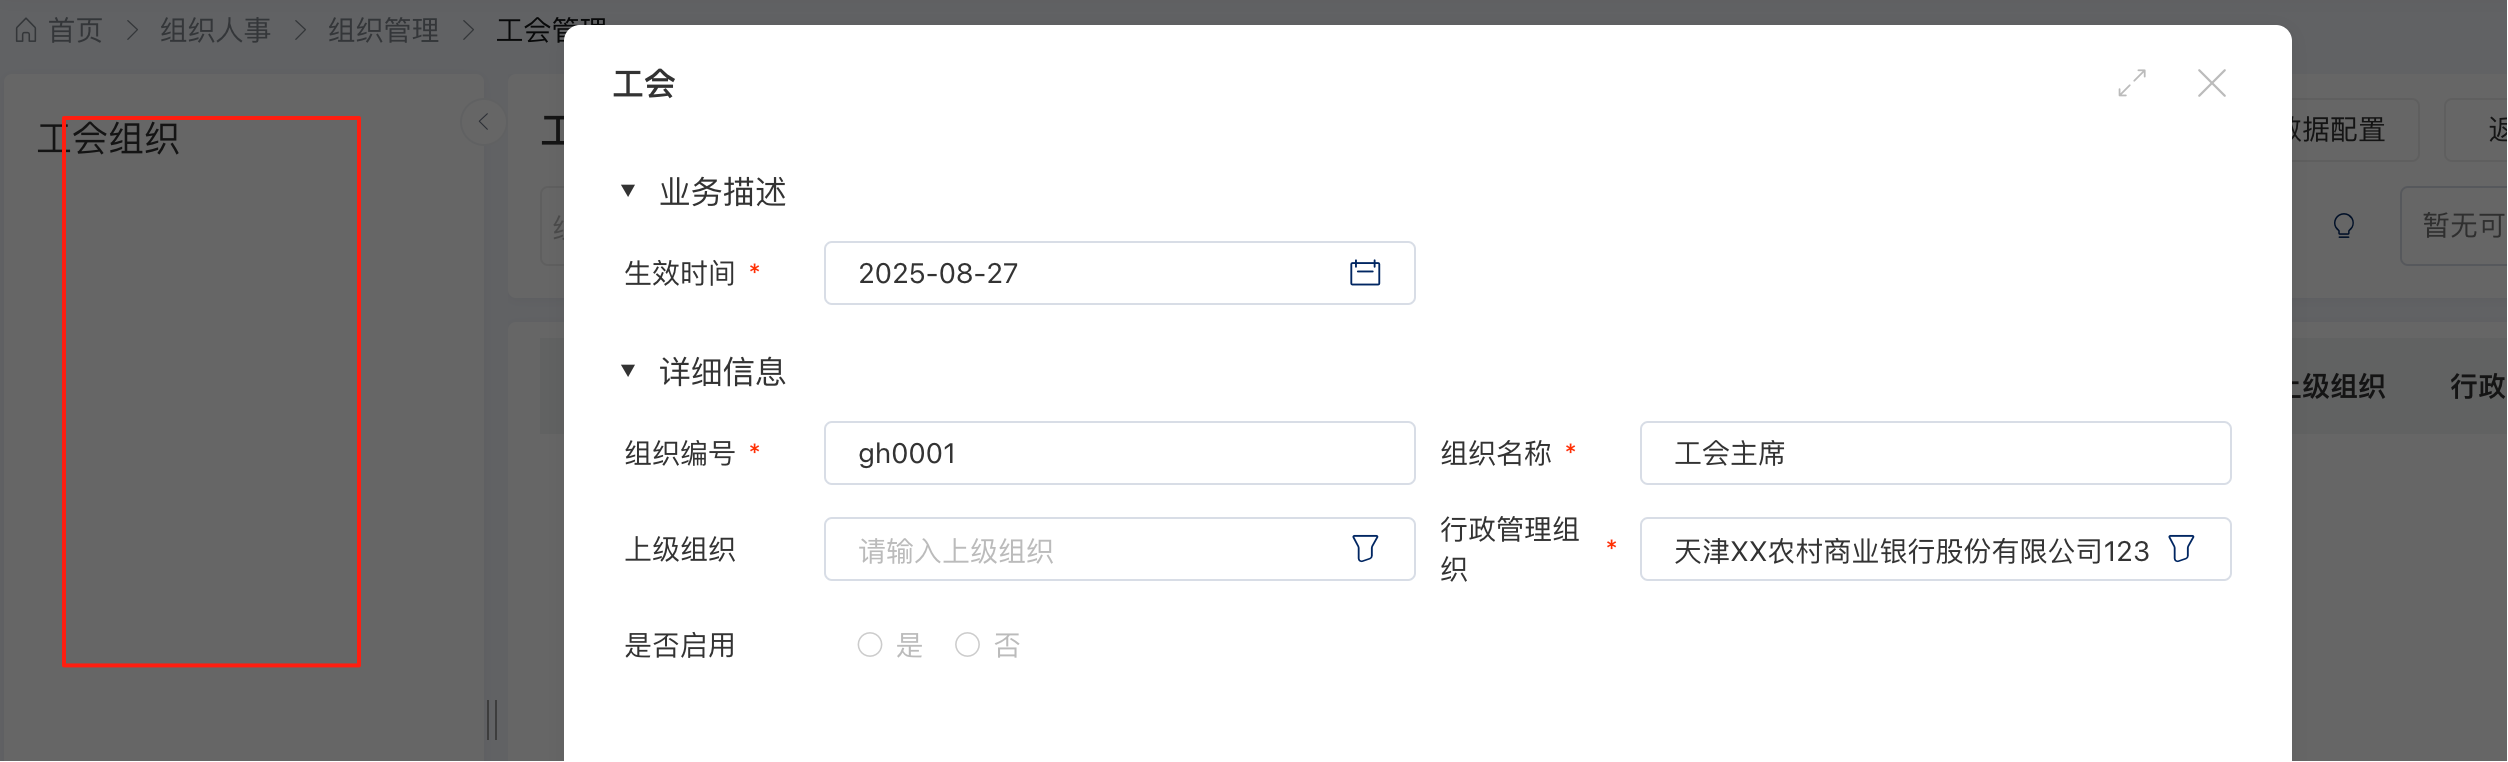 首页 > 组织人事 > 组织管理 > 工会管理
工会组织
工会
数据配置
暂无可
上级组织
行政
业务描述
生效时间 *
2025-08-27
详细信息
组织编号 *
gh0001
组织名称 *
工会主席
上级组织
请输入上级组织
行政管理组
织 *
天津XX农村商业银行股份有限公司123
是否启用
是
否